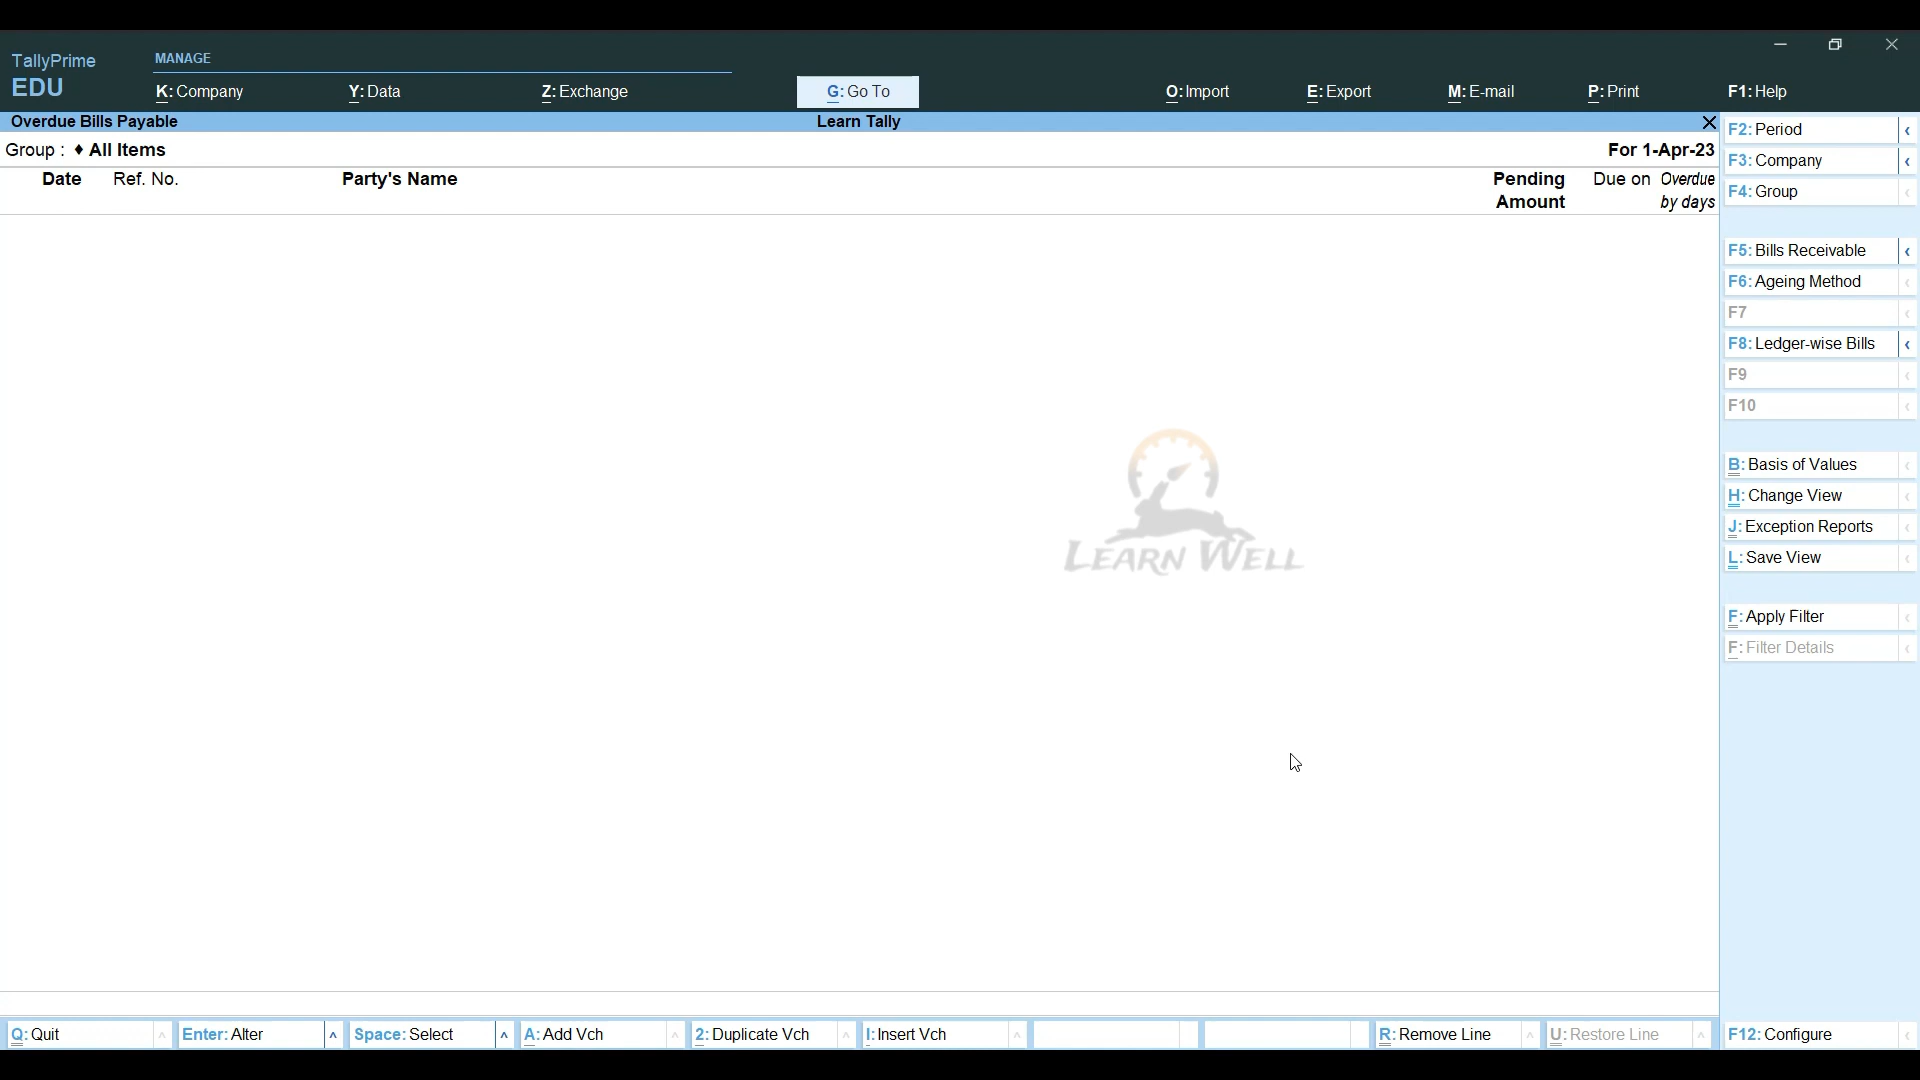 TallyPrime
EDU
MANAGE
K: Company
Y: Data
Z: Exchange
G: Go To
O: Import
E: Export
M: E-mail
P: Print
F1: Help
Overdue Bills Payable
Learn Tally
Group : ♦ All Items
For 1-Apr-23
Date
Ref. No.
Party's Name
Pending
Amount
Due on
Overdue
by days
LEARN WELL
F2: Period
F3: Company
F4: Group
F5: Bills Receivable
F6: Ageing Method
F7
F8: Ledger-wise Bills
F9
F10
B: Basis of Values
H: Change View
J: Exception Reports
L: Save View
F: Apply Filter
F: Filter Details
Q: Quit
Enter: Alter
Space: Select
A: Add Vch
2: Duplicate Vch
I: Insert Vch
R: Remove Line
U: Restore Line
F12: Configure